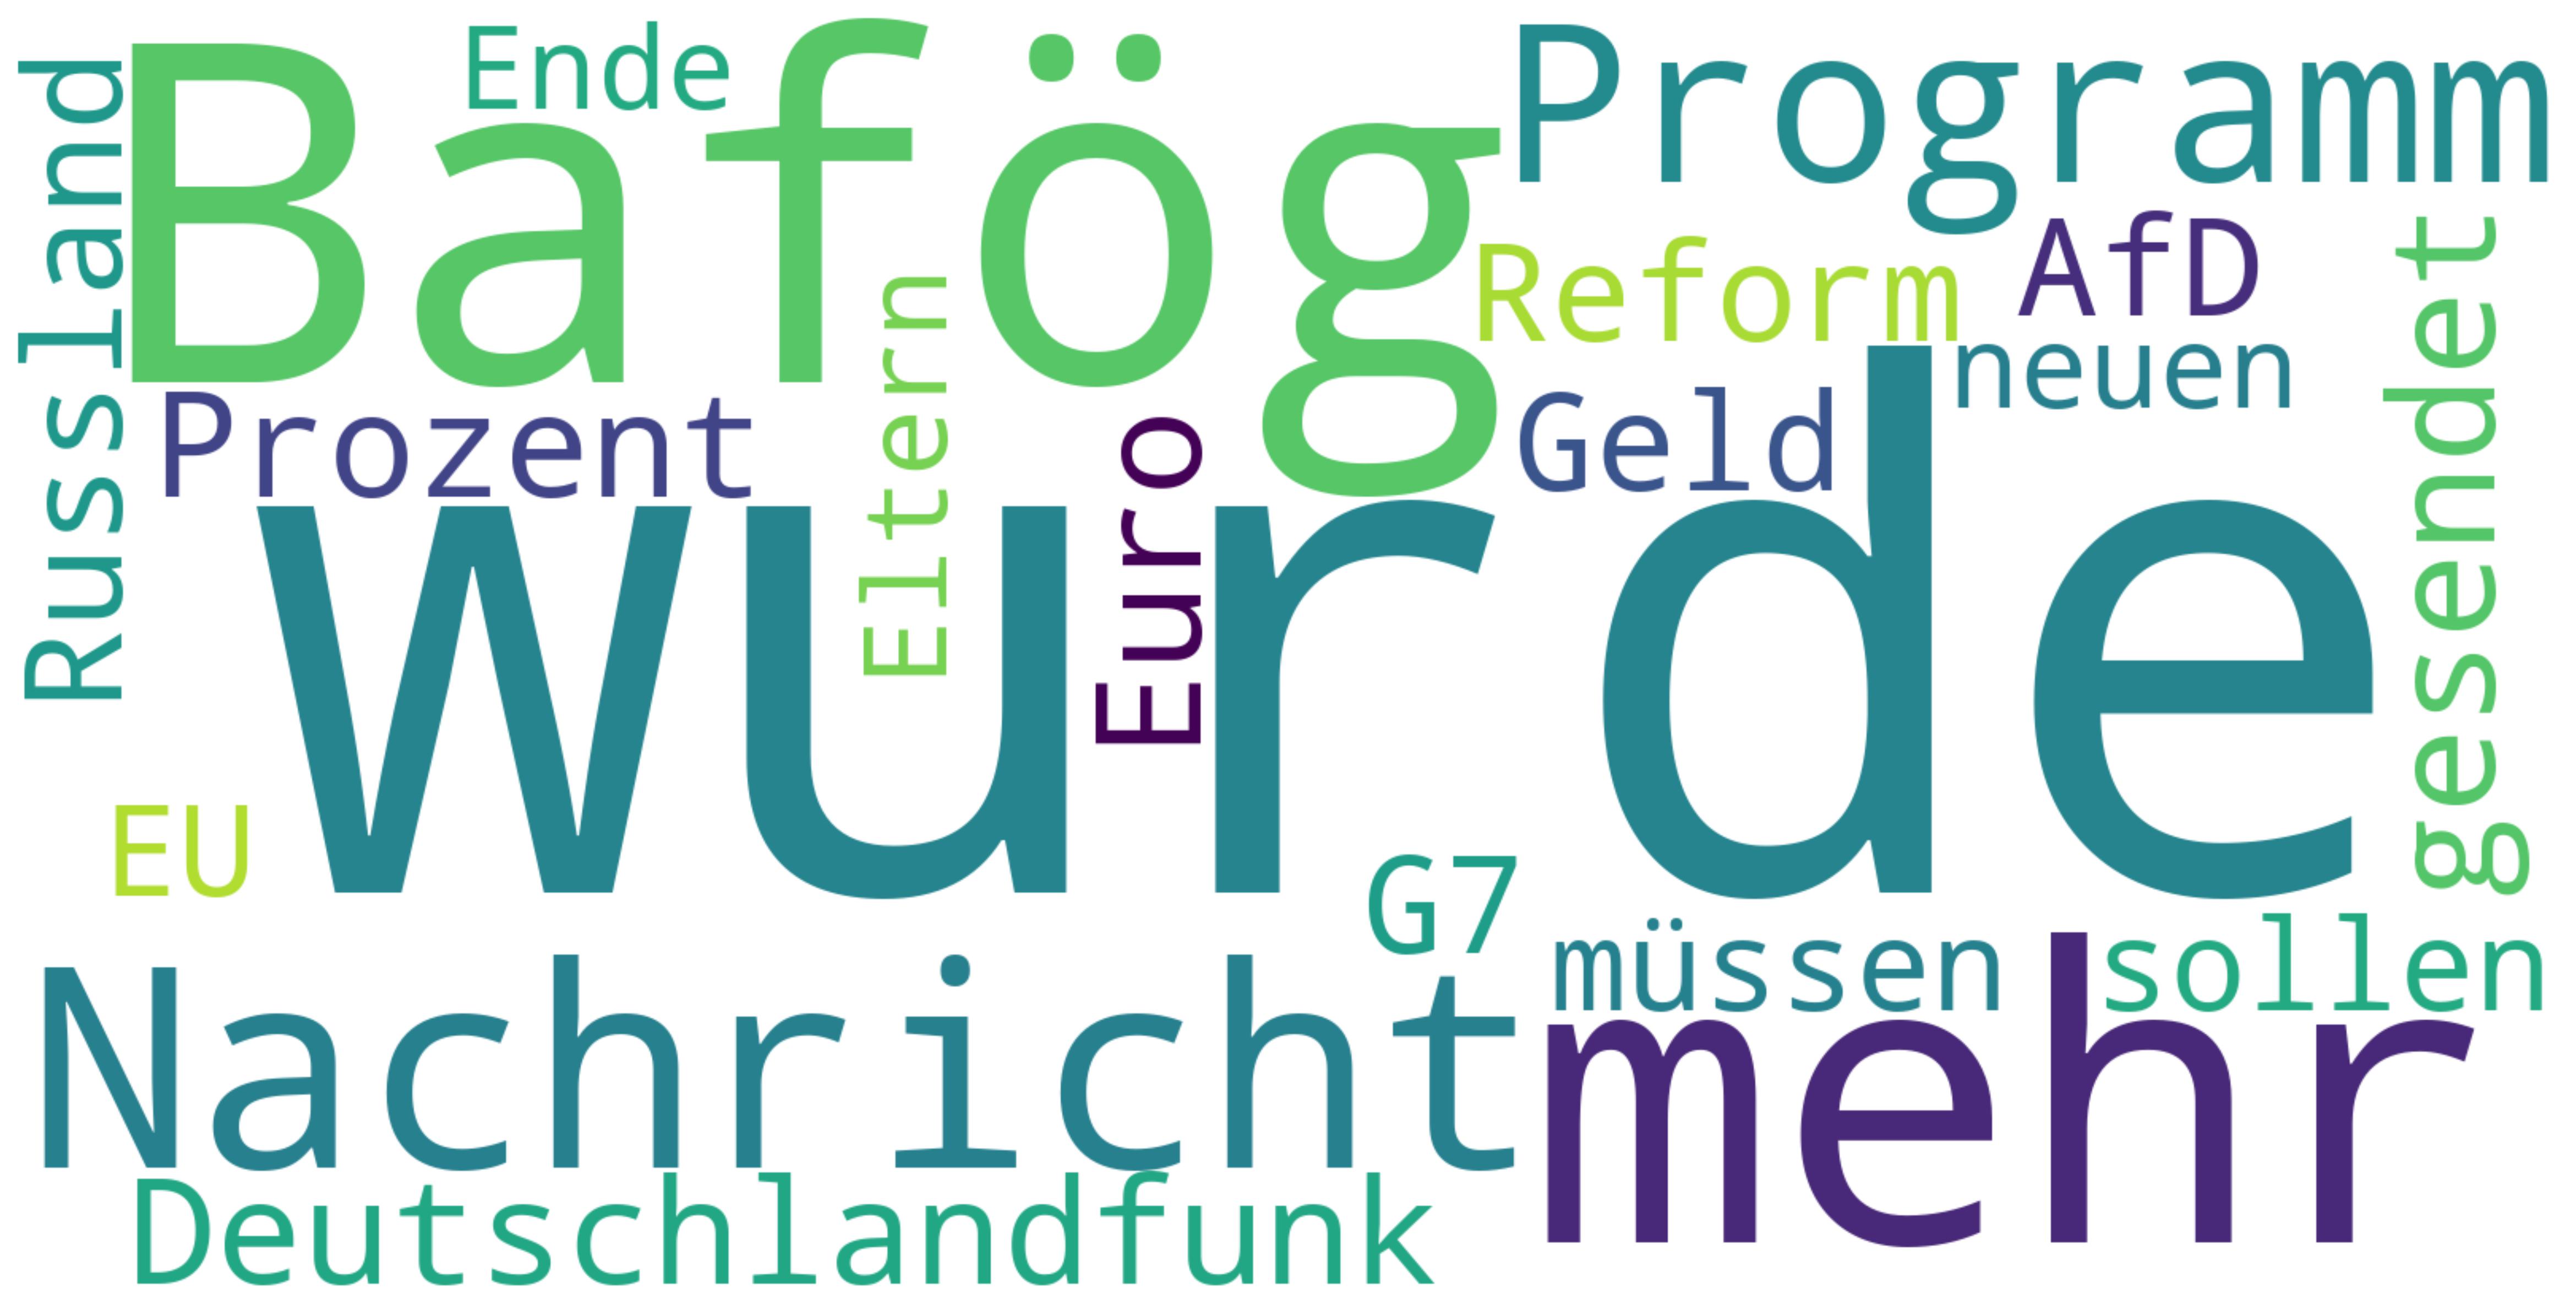 Russland
Bafög
Ende
Programm
Reform
AfD
neuen
gesendet
Prozent
Eltern
Euro
Geld
wurde
EU
G7
müssen
sollen
Nachricht
mehr
Deutschlandfunk